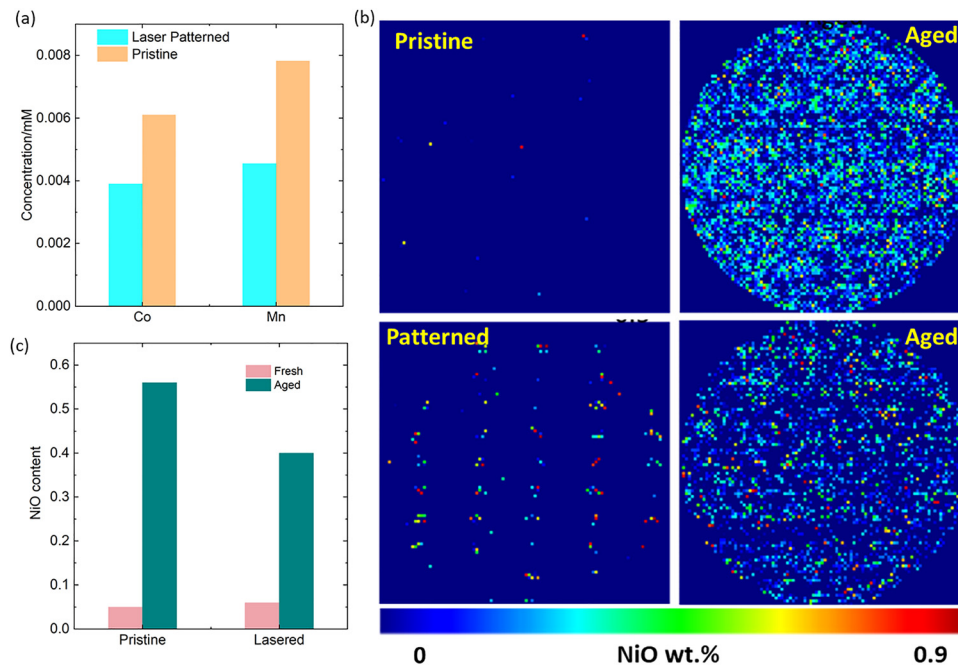 (a)
Laser Patterned
Pristine
0.008
0.006
0.004
0.002
0.000
Concentration/mM
Co
Mn
(b)
Pristine
Aged
Patterned
Aged
0
NiO wt.%
0.9
(c)
Fresh
Aged
0.6
0.5
0.4
0.3
0.2
0.1
0.0
NiO content
Pristine
Lasered